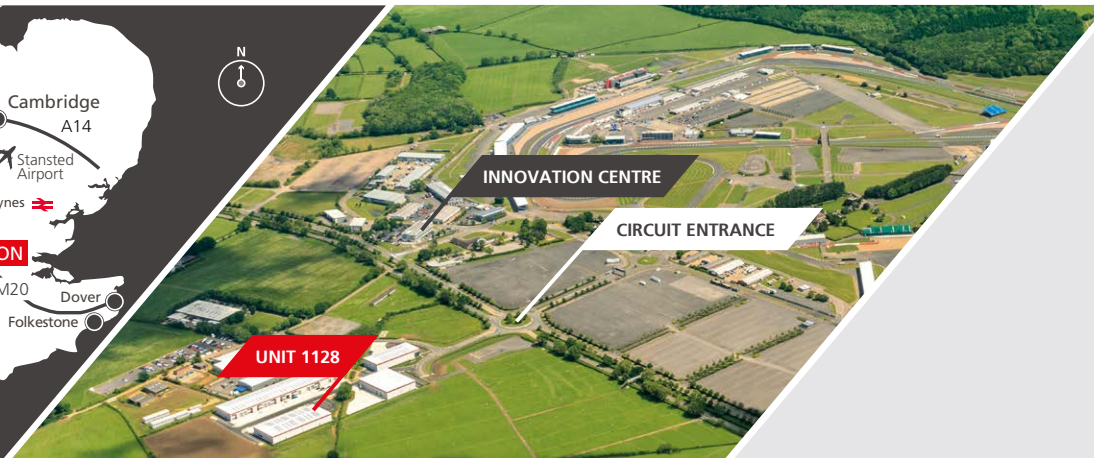 N
Cambridge
A14
Stansted
Airport
ynes
ON
M20
Dover
Folkestone
INNOVATION CENTRE
CIRCUIT ENTRANCE
UNIT 1128